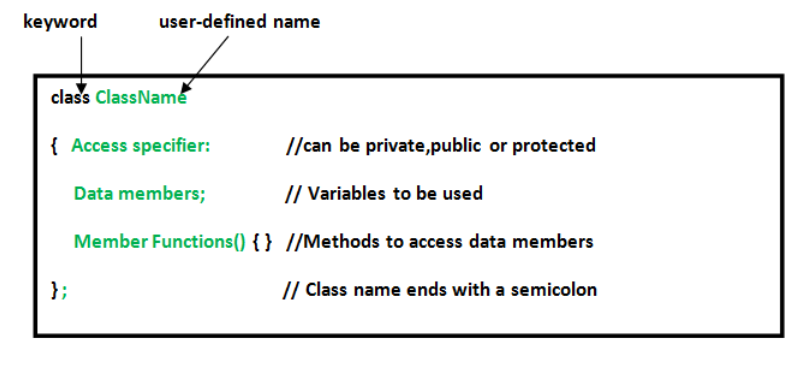 keyword user-defined name
class ClassName
{ Access specifier: //can be private,public or protected
Data members; // Variables to be used
Member Functions() { } //Methods to access data members
} ; // Class name ends with a semicolon